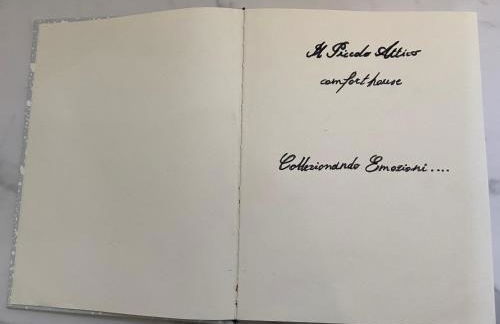 Il Piccolo Attico
comfort house
Collezionando Emozioni....